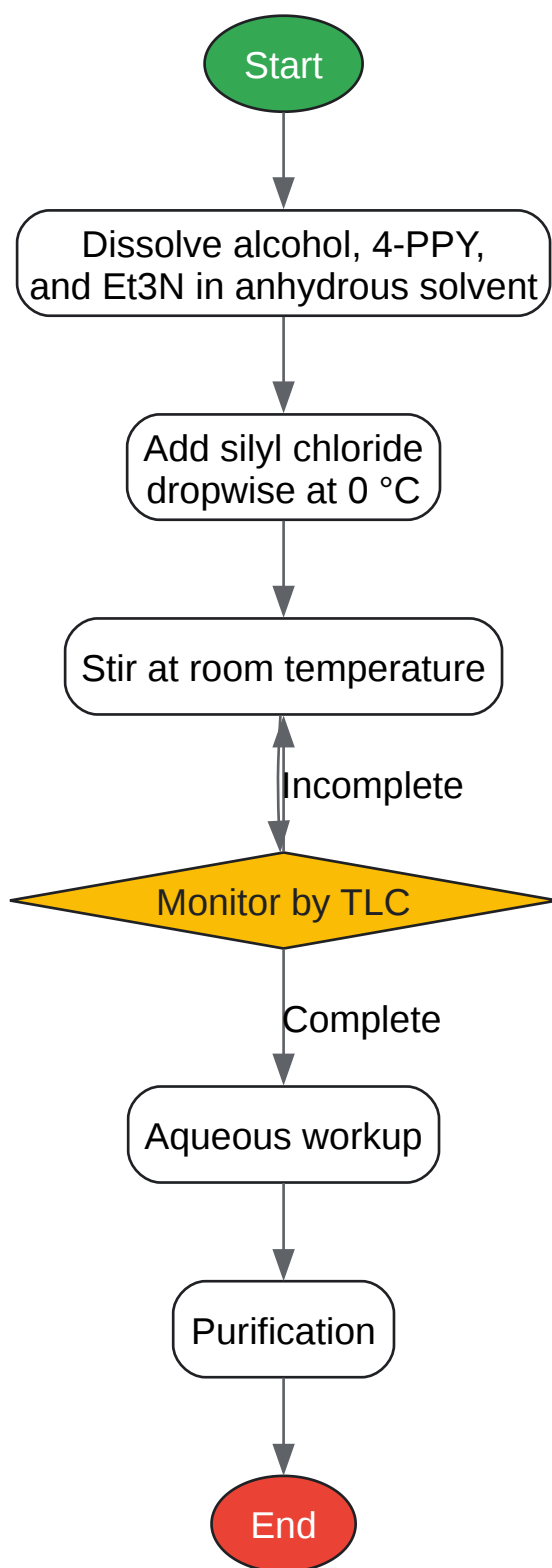 Start
Dissolve alcohol, 4-PPY,
and Et3N in anhydrous solvent
Add silyl chloride
dropwise at 0 °C
Stir at room temperature
Incomplete
Monitor by TLC
Complete
Aqueous workup
Purification
End